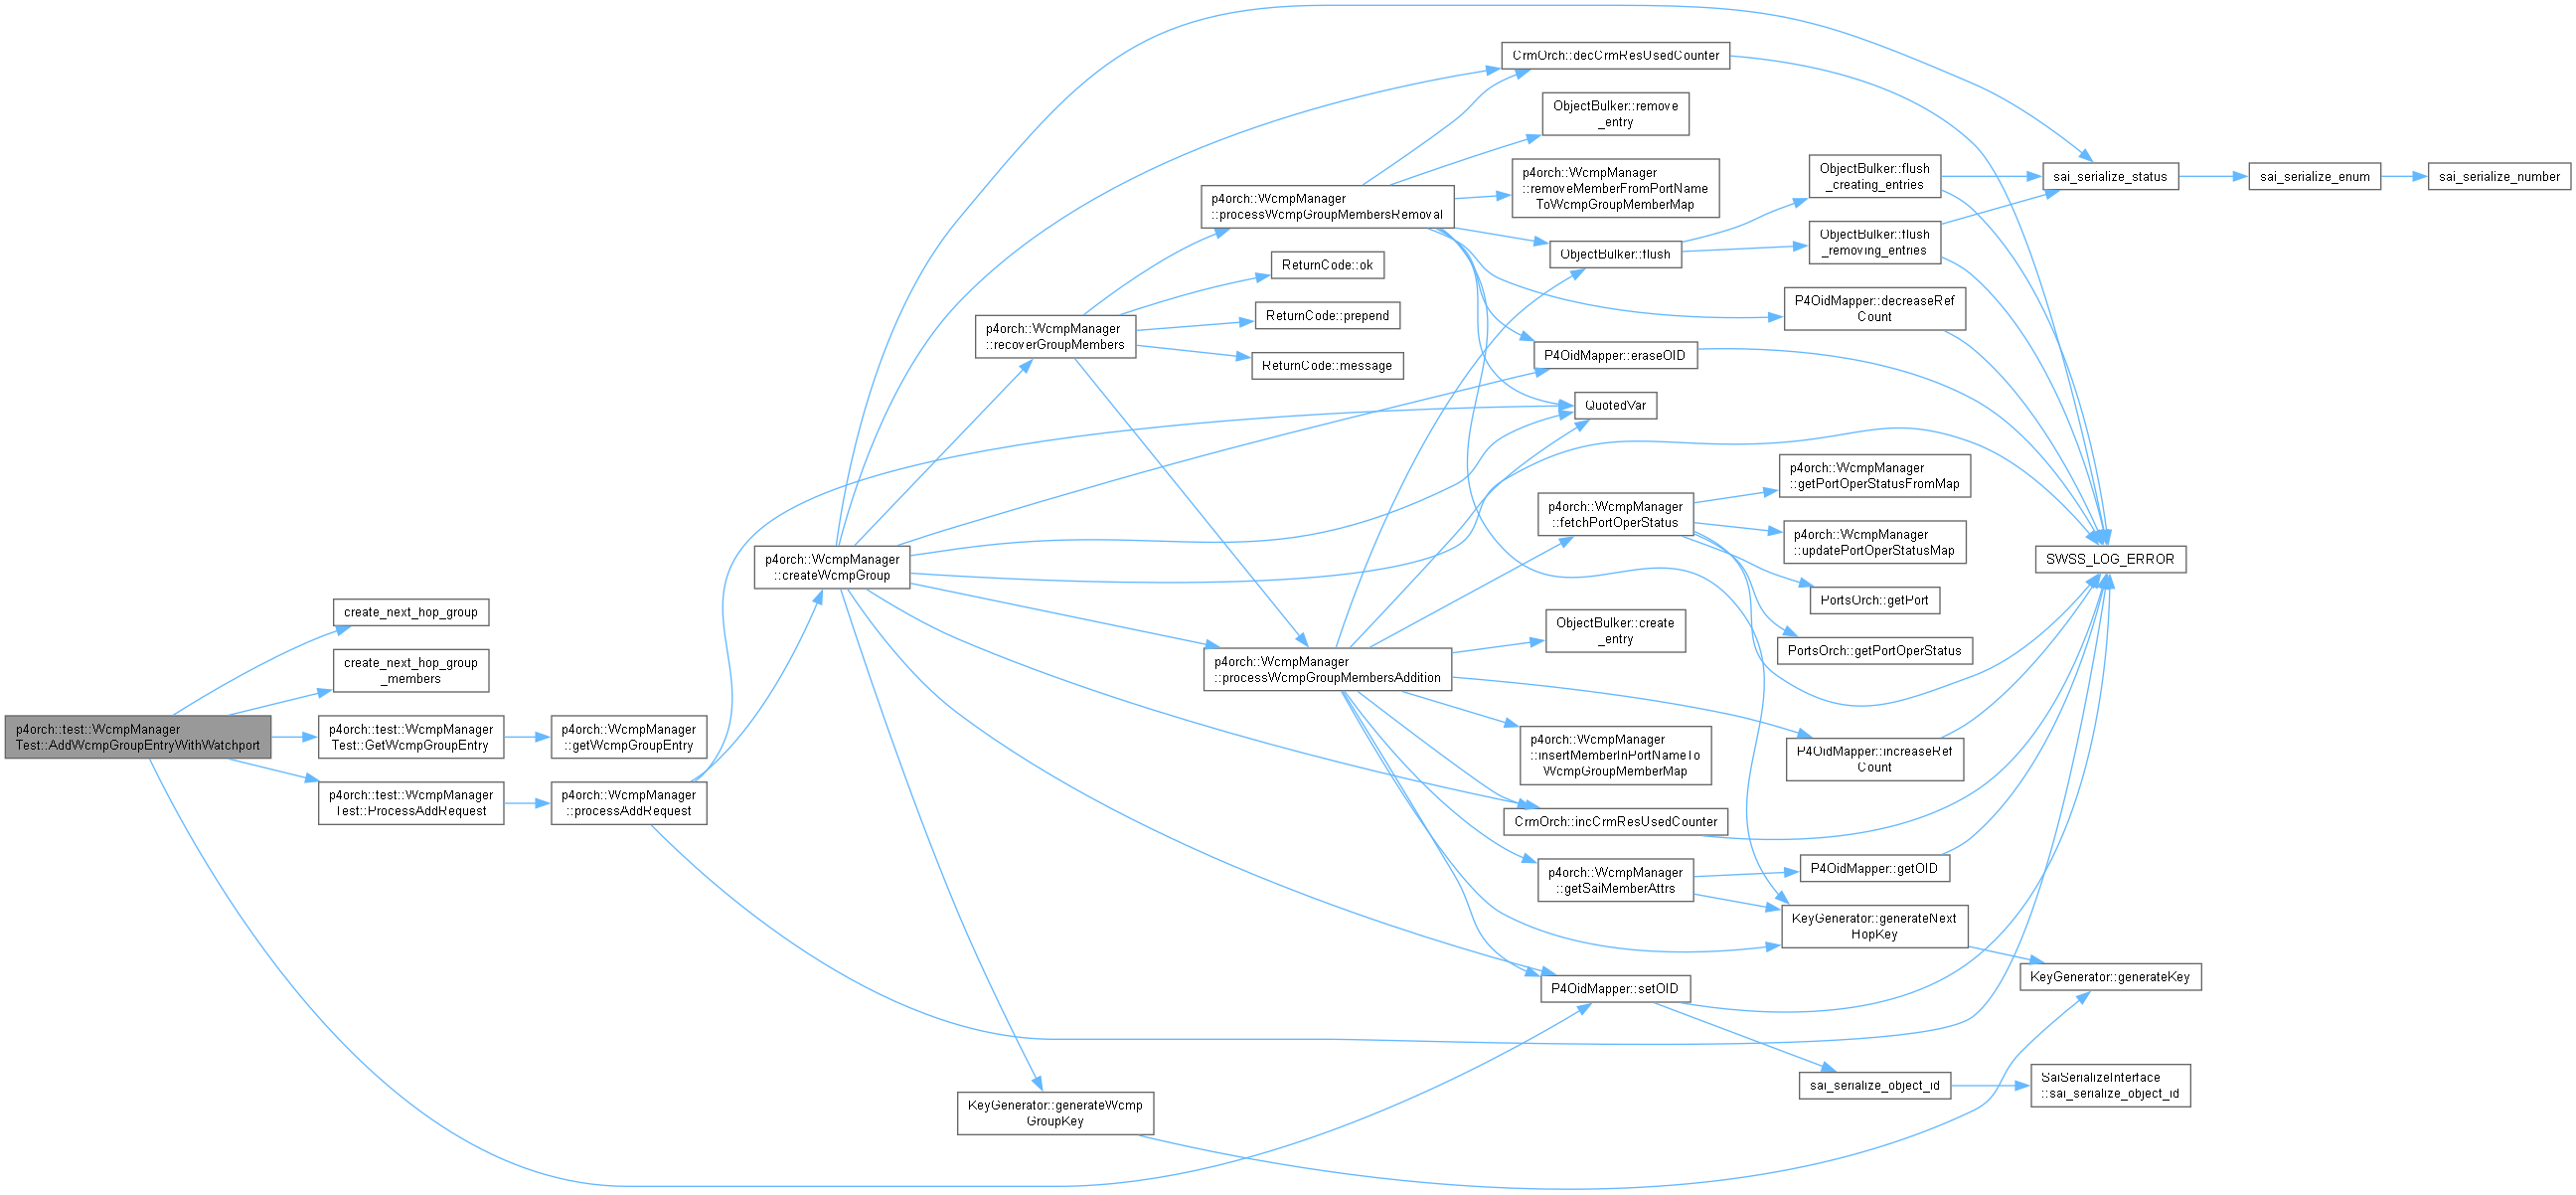 p4orch::test::WcmpManager
Test::AddWcmpGroupEntryWithWatchport
create_next_hop_group
create_next_hop_group
_members
p4orch::test::WcmpManager
Test::GetWcmpGroupEntry
p4orch::WcmpManager
::getWcmpGroupEntry
p4orch::test::WcmpManager
Test::ProcessAddRequest
p4orch::WcmpManager
::processAddRequest
p4orch::WcmpManager
::createWcmpGroup
p4orch::WcmpManager
::recoverGroupMembers
KeyGenerator::generateWcmp
GroupKey
p4orch::WcmpManager
::processWcmpGroupMembersRemoval
ReturnCode::ok
ReturnCode::prepend
ReturnCode::message
p4orch::WcmpManager
::processWcmpGroupMembersAddition
CrmOrch::decCrmResUsedCounter
ObjectBulker::remove
_entry
p4orch::WcmpManager
::removeMemberFromPortName
ToWcmpGroupMemberMap
ObjectBulker::flush
P4OidMapper::eraseOID
QuotedVar
p4orch::WcmpManager
::fetchPortOperStatus
ObjectBulker::create
_entry
p4orch::WcmpManager
::insertMemberInPortNameTo
WcmpGroupMemberMap
CrmOrch::incCrmResUsedCounter
p4orch::WcmpManager
::getSaiMemberAttrs
P4OidMapper::setOID
ObjectBulker::flush
_creating_entries
ObjectBulker::flush
_removing_entries
P4OidMapper::decreaseRef
Count
p4orch::WcmpManager
::getPortOperStatusFromMap
p4orch::WcmpManager
::updatePortOperStatusMap
PortsOrch::getPort
PortsOrch::getPortOperStatus
P4OidMapper::increaseRef
Count
P4OidMapper::getOID
KeyGenerator::generateNext
HopKey
sai_serialize_object_id
sai_serialize_status
sai_serialize_enum
sai_serialize_number
SWSS_LOG_ERROR
KeyGenerator::generateKey
SaiSerializeInterface
::sai_serialize_object_id